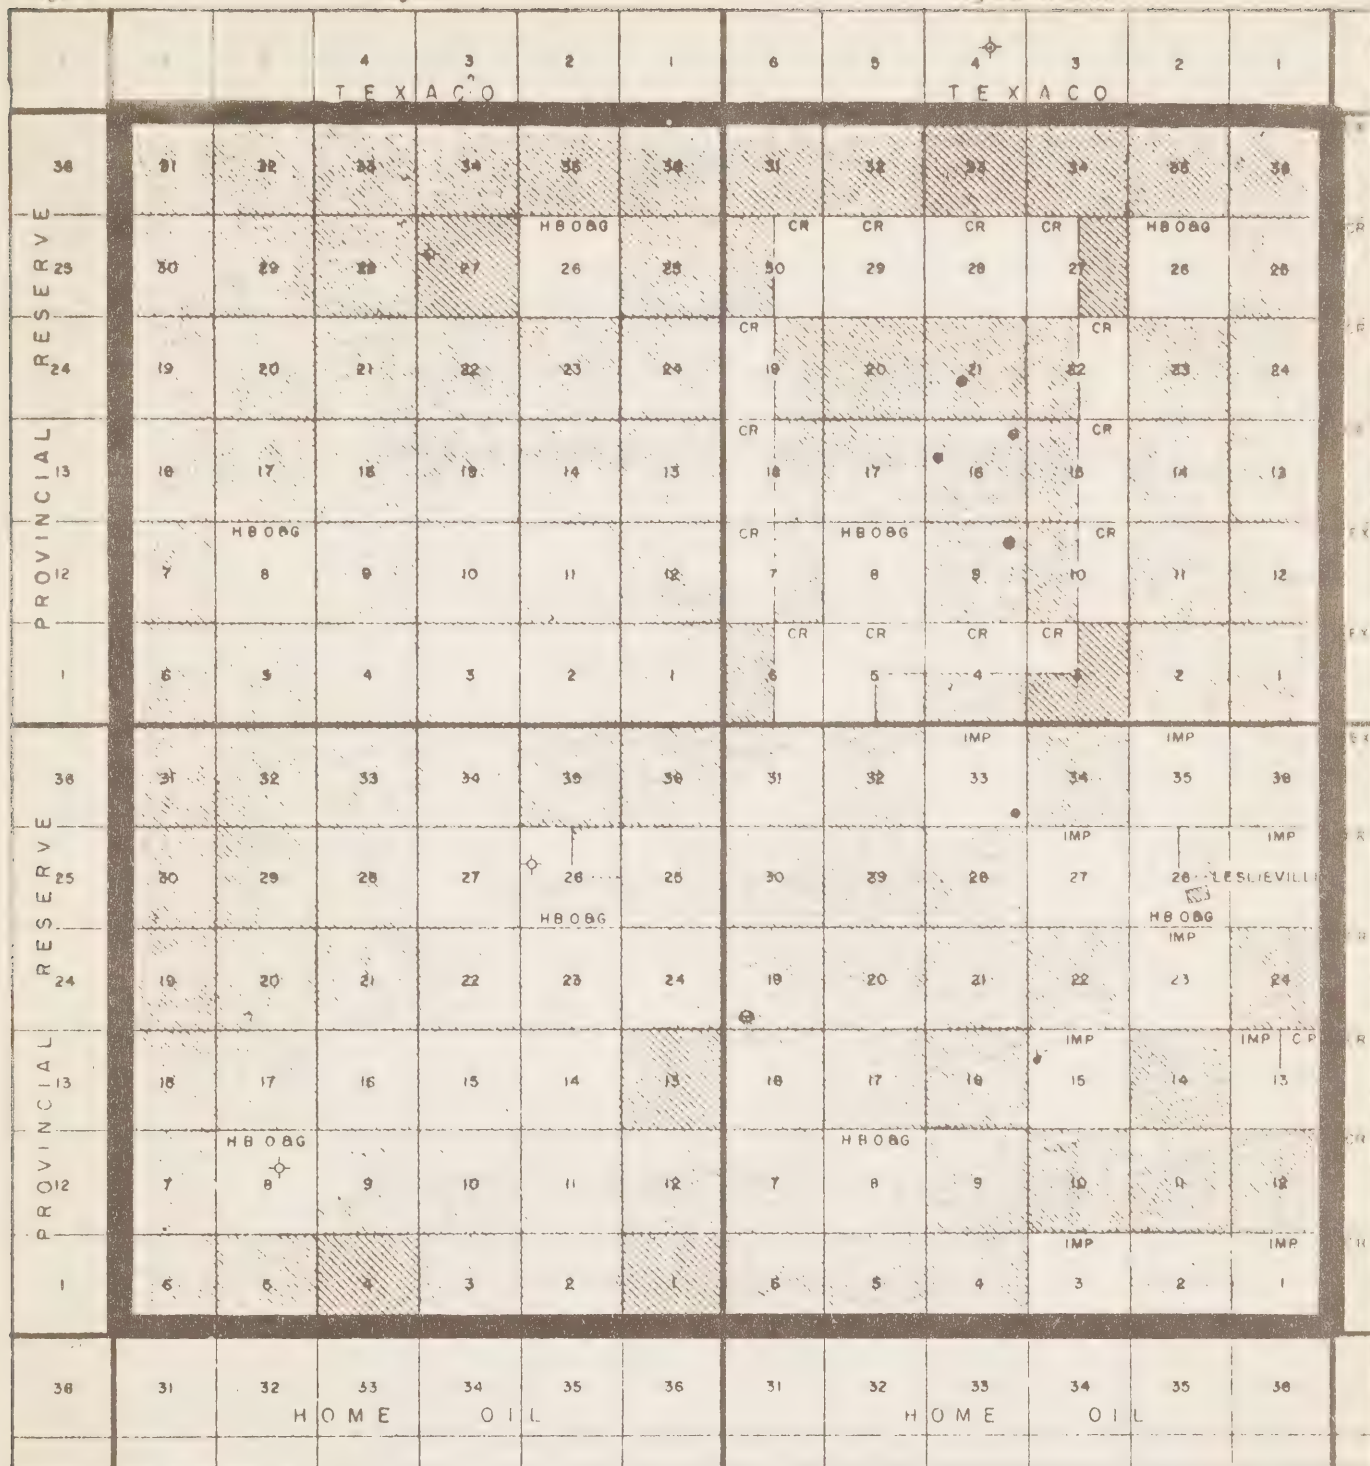 4 3 2 1 6 5 4 3 2 1
TEXACO TEXACO
36 31 32 33 34 35 36 31 32 33 34 35 36
HBO&G CR CR CR CR HBO&G CR
RESERVE
25 30 29 28 27 26 25 30 29 28 27 26 25
CR CR
24 19 20 21 22 23 24 19 20 21 22 23 24
CR CR
PROVINCIAL
13 18 17 16 15 14 13 18 17 16 15 14 13
HBO&G CR HBO&G CR
12 7 8 9 10 11 12 7 8 9 10 11 12
CR CR CR CR
1 6 5 4 3 2 1 6 5 4 3 2 1
IMP IMP
36 31 32 33 34 35 36 31 32 33 34 35 36
IMP IMP
RESERVE
25 30 29 28 27 26 25 30 29 28 27 26 LESLIEVILL
HBO&G HBO&G
IMP
24 19 20 21 22 23 24 19 20 21 22 23 24
IMP IMP CR
PROVINCIAL
13 18 17 16 15 14 13 18 17 16 15 14 13
HBO&G HBO&G
12 7 8 9 10 11 12 7 8 9 10 11 12
IMP IMP
1 6 5 4 3 2 1 6 5 4 3 2 1
36 31 32 33 34 35 36 31 32 33 34 35 36
HOME OIL HOME OIL